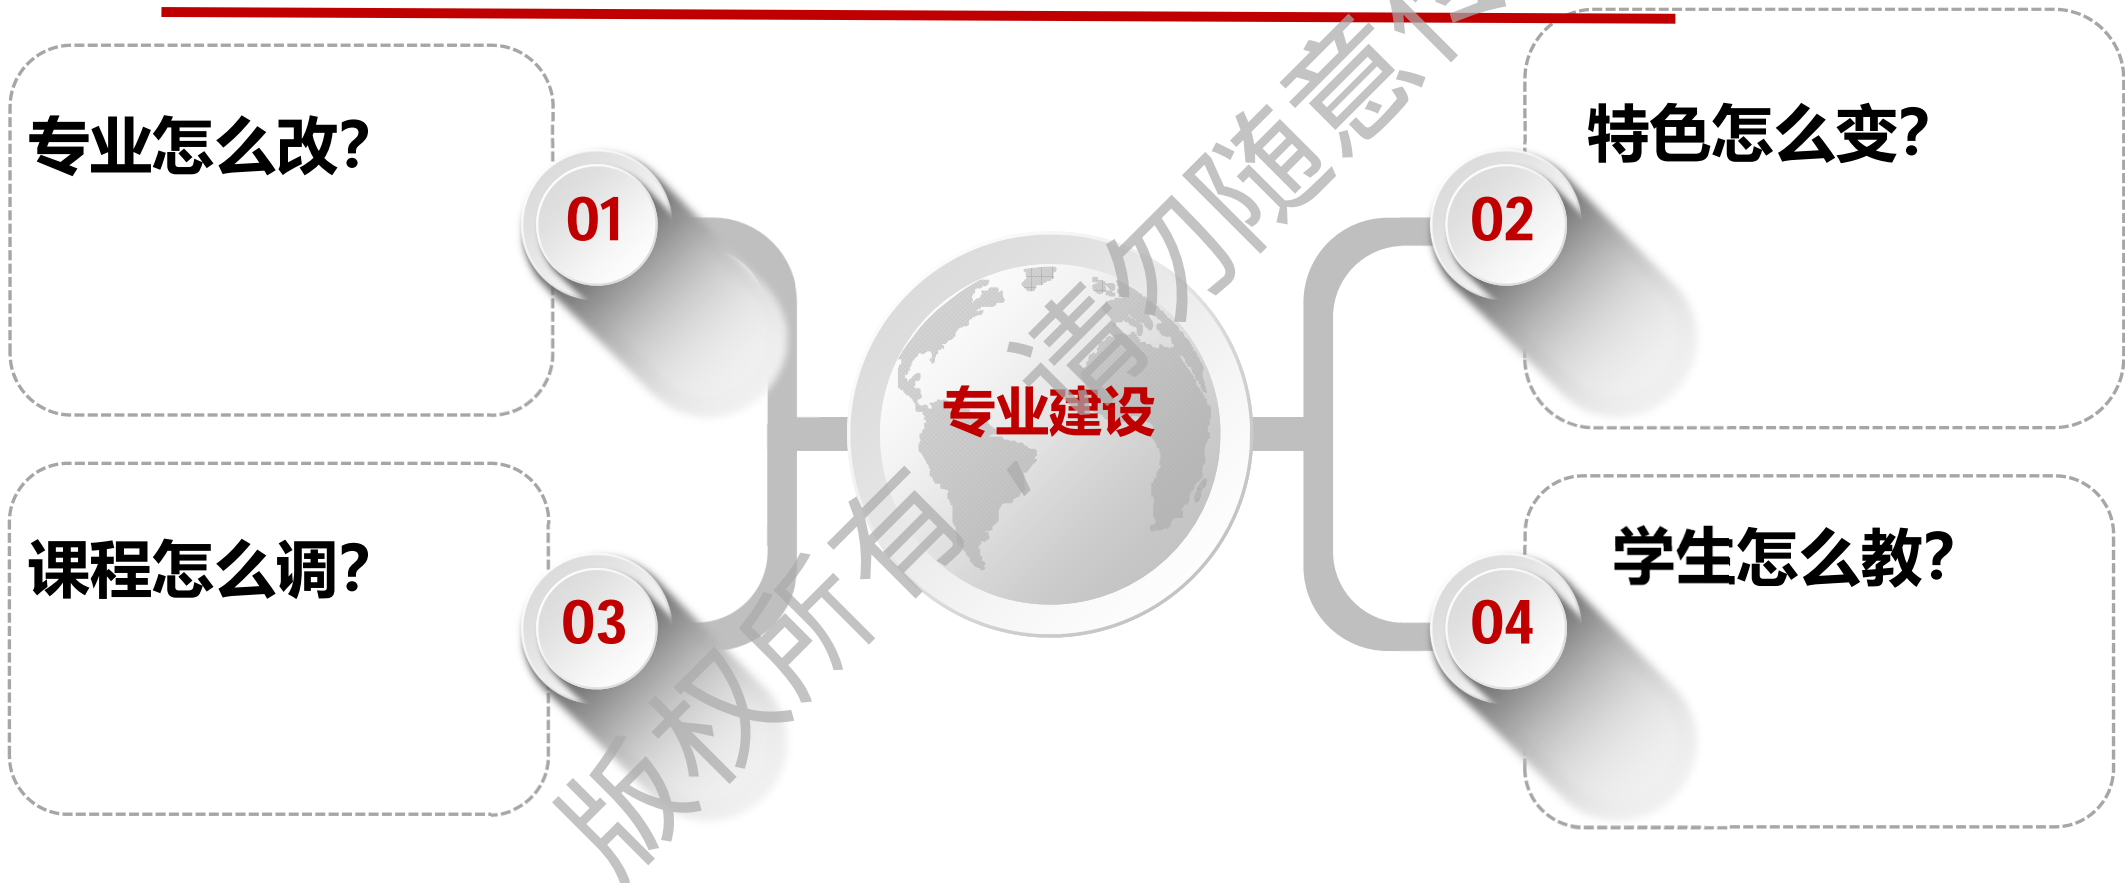 专业怎么改?
01
特色怎么变?
02
专业建设
课程怎么调?
03
学生怎么教?
04
版权所有,请勿随意传